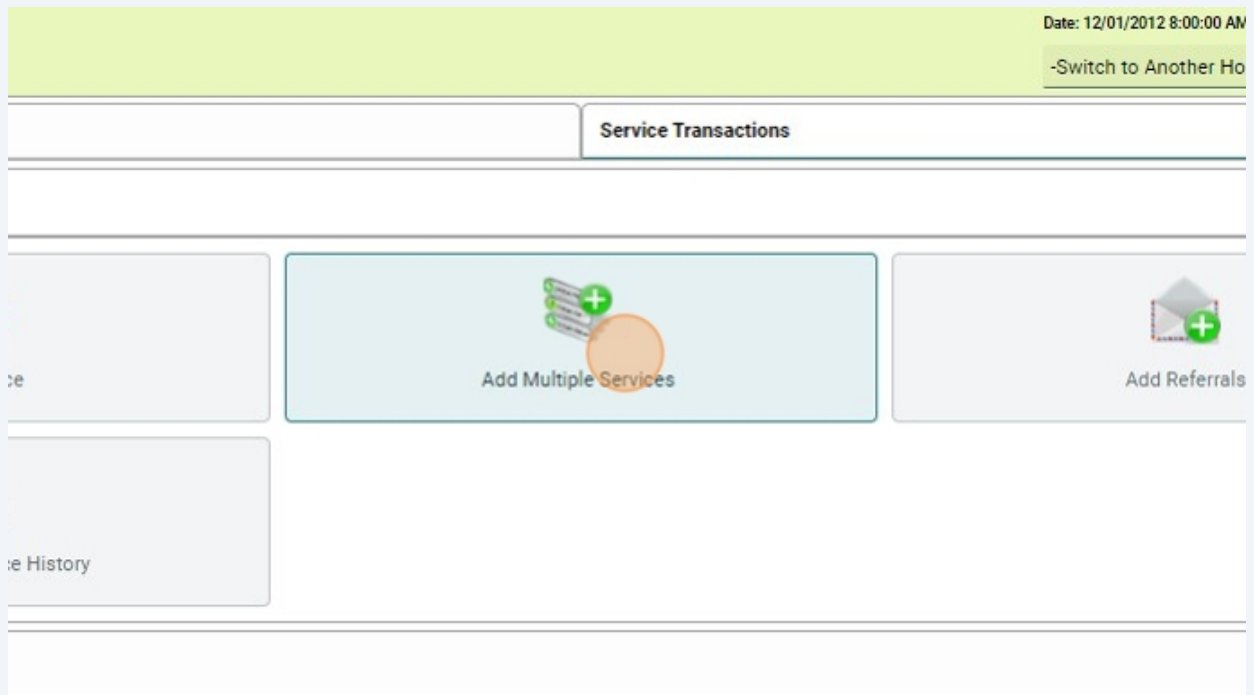 Date: 12/01/2012 8:00:00 AM
-Switch to Another Ho
Service Transactions
ce
Add Multiple Services
Add Referrals
ce History